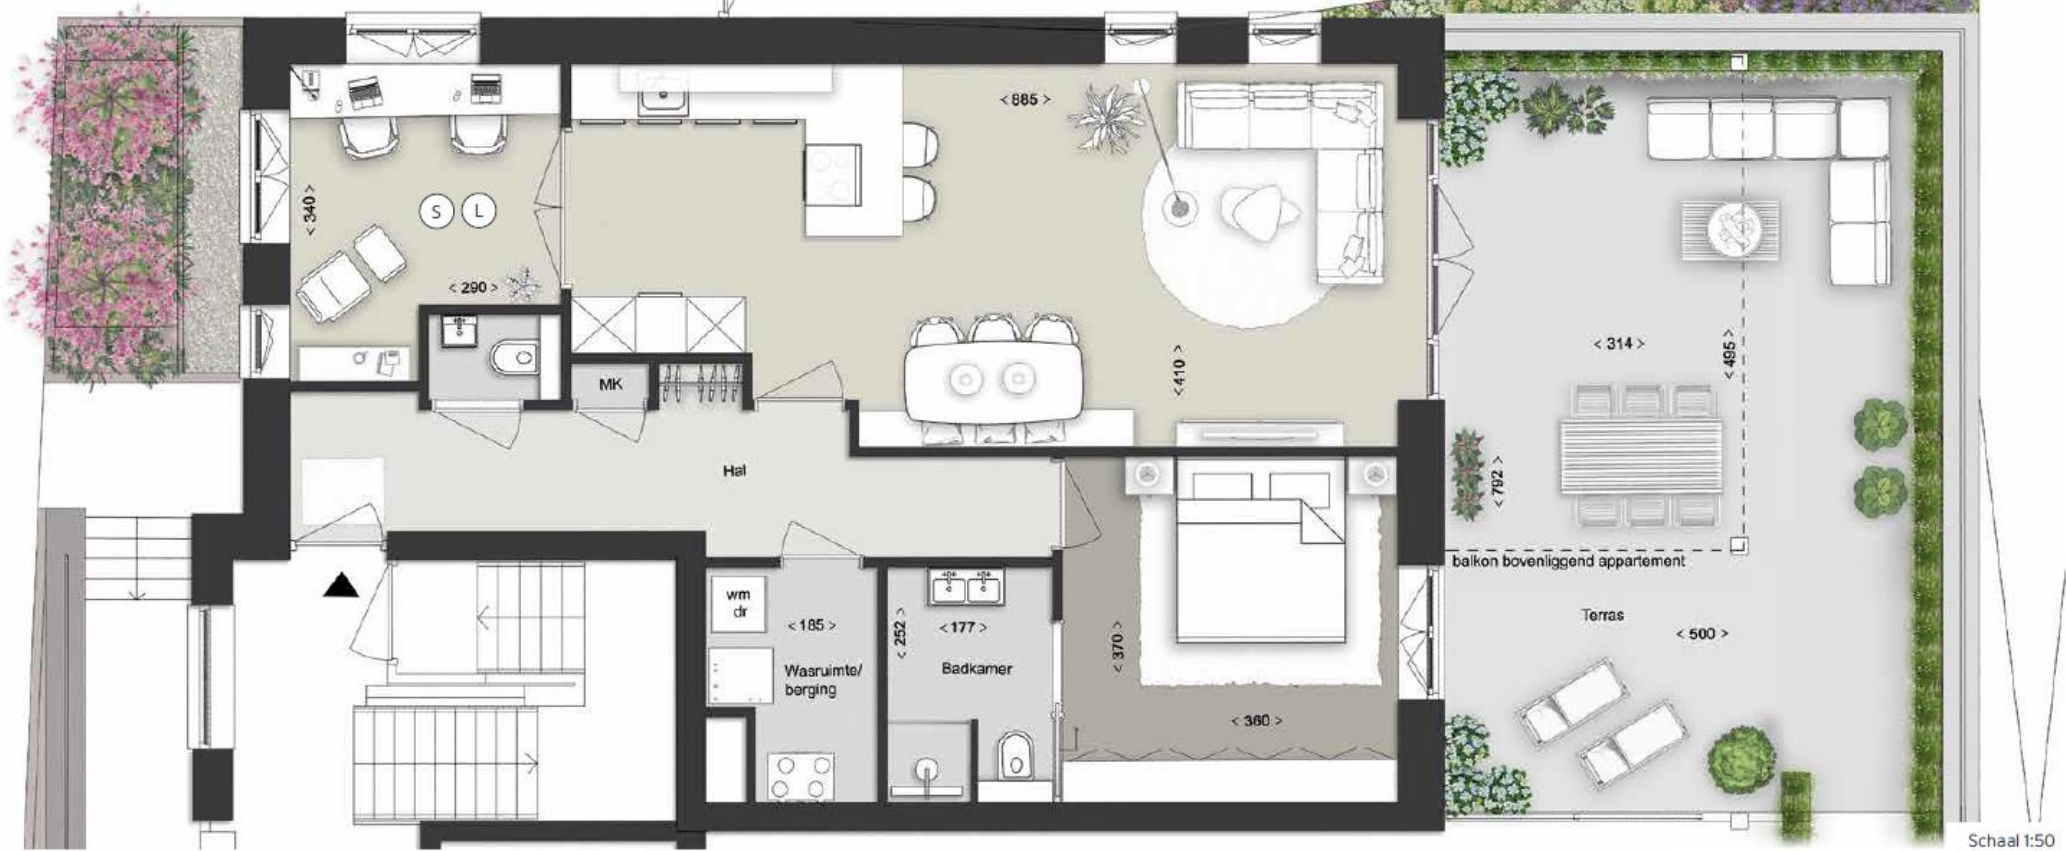 < 885 >
< 340 >
S L
< 290 >
MK
< 410 >
< 314 >
< 495 >
Hal
< 792 >
balkon bovenliggend appartement
wm
dr
< 185 >
< 252 >
< 177 >
< 370 >
Terras
< 500 >
Wasruimte/
berging
Badkamer
< 360 >
Schaal 1:50